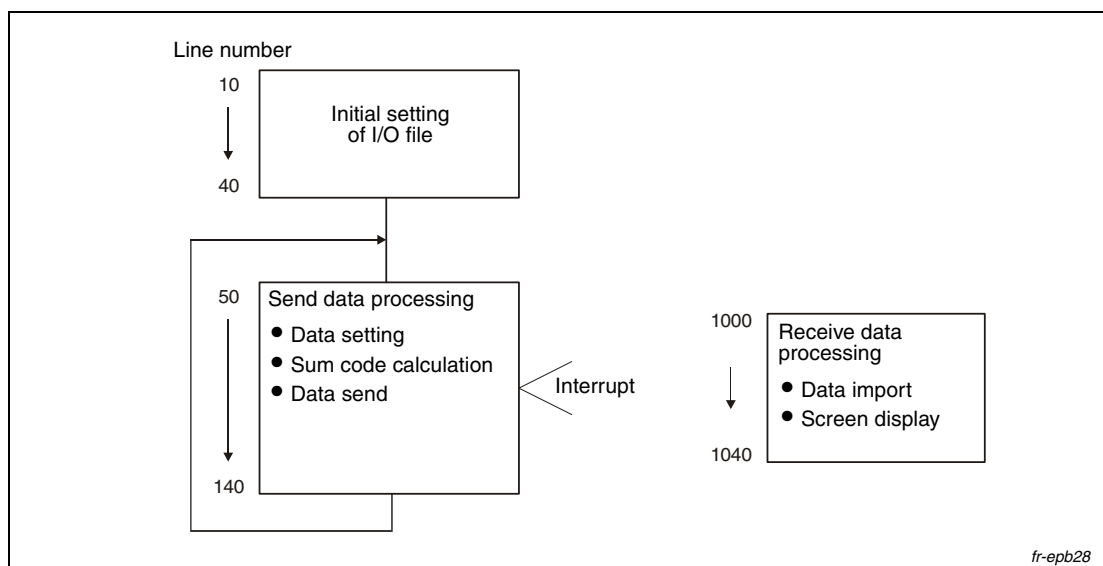 Line number
10
Initial setting
of I/O file
40
50
Send data processing
● Data setting
● Sum code calculation
● Data send
140
Interrupt
1000
Receive data
processing
● Data import
● Screen display
1040
fr-epb28